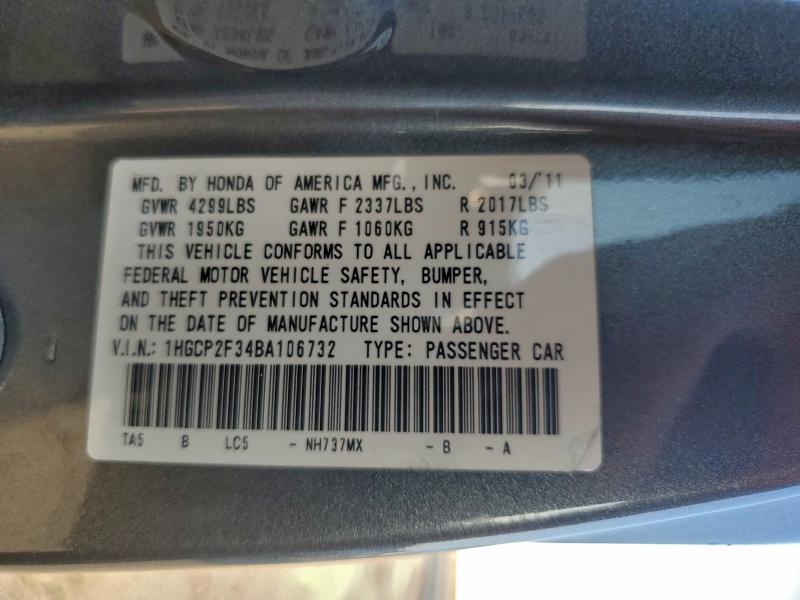 MFD. BY HONDA OF AMERICA MFG., INC. 03/'11
GVWR 4299LBS GAWR F 2337LBS R 2017LBS
GVWR 1950KG GAWR F 1060KG R 915KG
THIS VEHICLE CONFORMS TO ALL APPLICABLE
FEDERAL MOTOR VEHICLE SAFETY, BUMPER,
AND THEFT PREVENTION STANDARDS IN EFFECT
ON THE DATE OF MANUFACTURE SHOWN ABOVE.
V.I.N.: 1HGCP2F34BA106732 TYPE: PASSENGER CAR
TA5 B LC5 - NH737MX - B - A